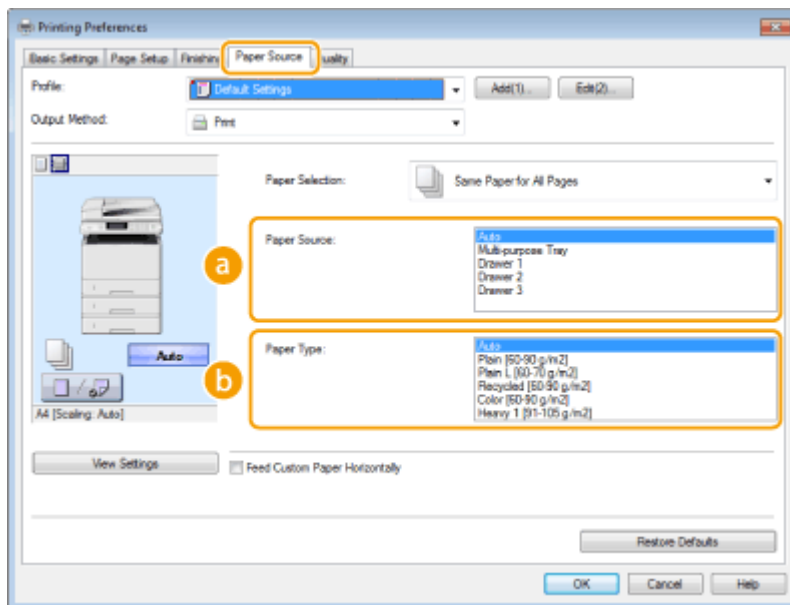 Printing Preferences
Basic Settings Page Setup Finishing Paper Source uality
Profile: Default Settings Add(1)... Edit(2)...
Output Method: Print
Paper Selection: Same Paper for All Pages
a
Paper Source: Auto
Multi-purpose Tray
Drawer 1
Drawer 2
Drawer 3
b
Paper Type: Auto
Plain [60-90 g/m2]
Plain L [60-70 g/m2]
Recycled [60-90 g/m2]
Color [60-90 g/m2]
Heavy 1 [91-105 g/m2]
Auto
A4 [Scaling: Auto]
View Settings Feed Custom Paper Horizontally
Restore Defaults
OK Cancel Help